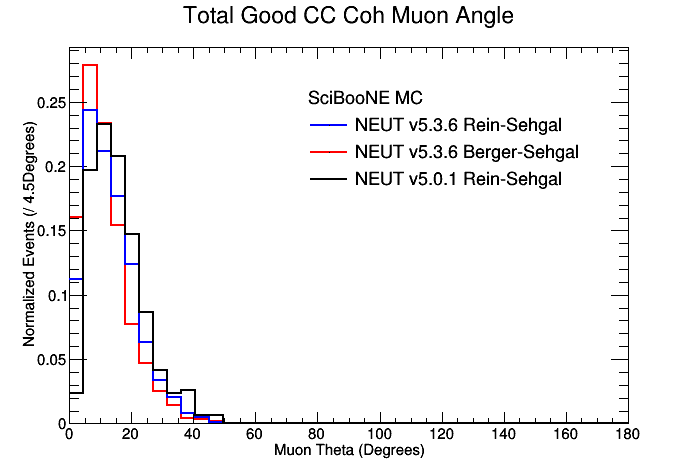 Total Good CC Coh Muon Angle
SciBooNE MC
NEUT v5.3.6 Rein-Sehgal
NEUT v5.3.6 Berger-Sehgal
NEUT v5.0.1 Rein-Sehgal
Normalized Events (/ 4.5Degrees)
0.25
0.2
0.15
0.1
0.05
0
0 20 40 60 80 100 120 140 160 180
Muon Theta (Degrees)